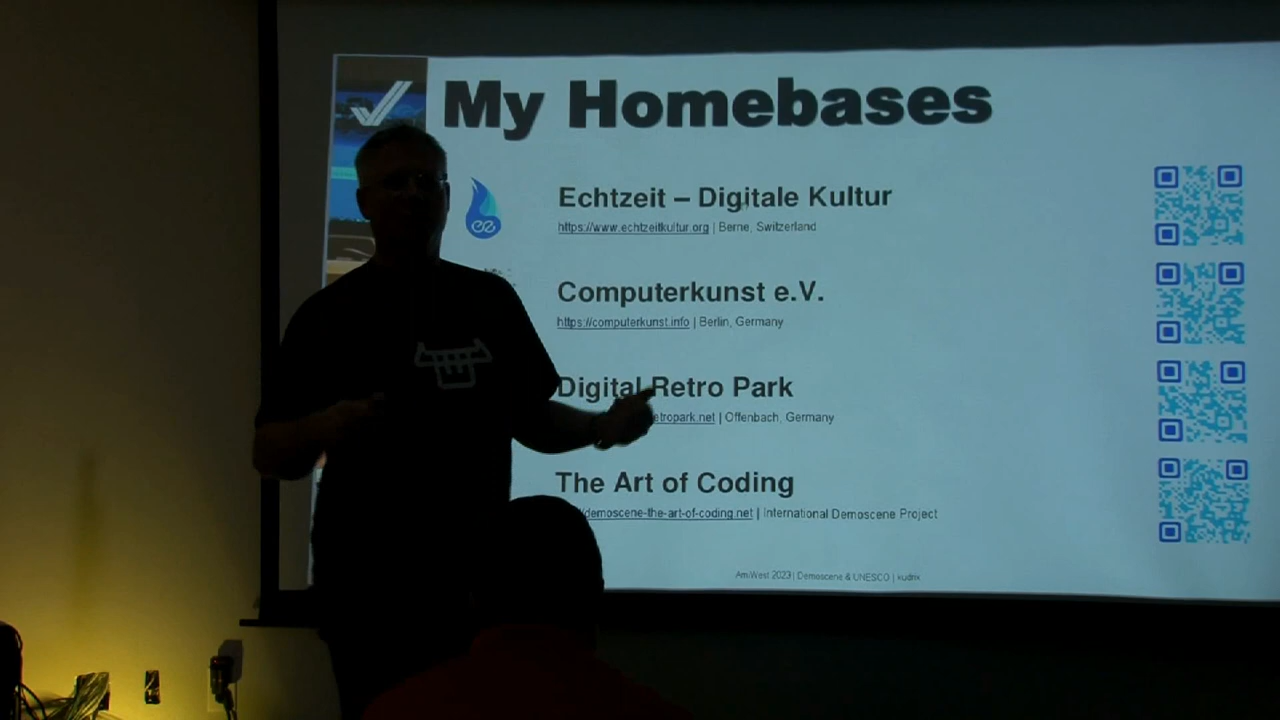 My Homebases
Echtzeit – Digitale Kultur
https://www.echtzeitkultur.org | Berne, Switzerland
Computerkunst e.V.
https://computerkunst.info | Berlin, Germany
Digital Retro Park
etropark.net | Offenbach, Germany
The Art of Coding
/demoscene-the-art-of-coding.net | International Demoscene Project
AmiWest 2023 | Demoscene & UNESCO |